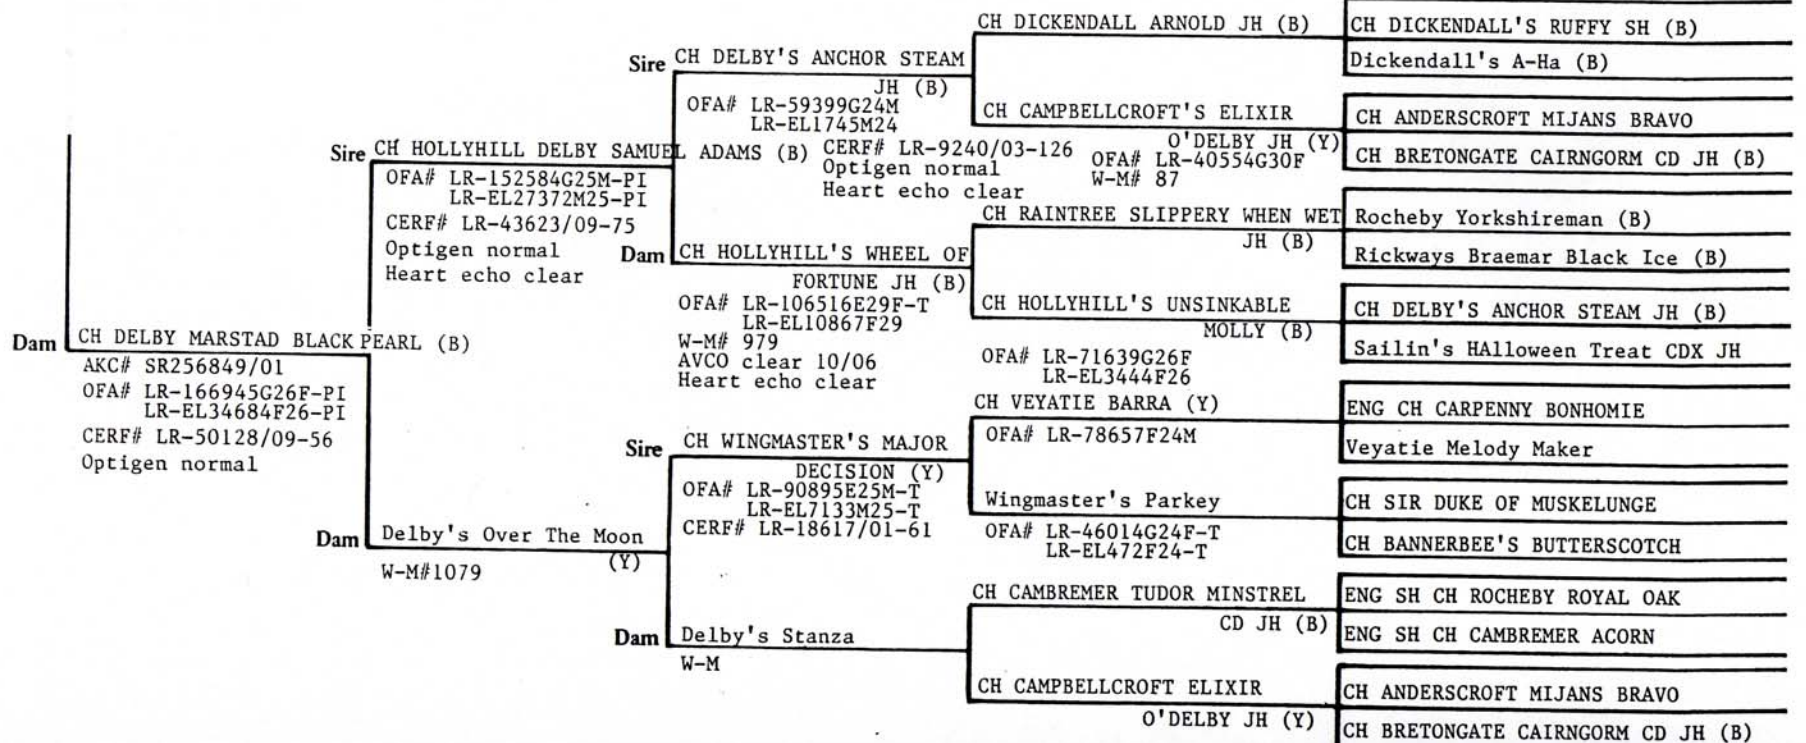 Dam CH DELBY MARSTAD BLACK PEARL (B)
AKC# SR256849/01
OFA# LR-166945G26F-PI
LR-EL34684F26-PI
CERF# LR-50128/09-56
Optigen normal
Sire CH HOLLYHILL DELBY SAMUEL ADAMS (B)
OFA# LR-152584G25M-PI
LR-EL27372M25-PI
CERF# LR-43623/09-75
Optigen normal
Heart echo clear
Dam Delby's Over The Moon
(Y)
W-M#1079
Sire CH DELBY'S ANCHOR STEAM
JH (B)
OFA# LR-59399G24M
LR-EL1745M24
CERF# LR-9240/03-126
Optigen normal
Heart echo clear
Dam CH HOLLYHILL'S WHEEL OF
FORTUNE JH (B)
OFA# LR-106516E29F-T
LR-EL10867F29
W-M# 979
AVCO clear 10/06
Heart echo clear
Sire CH WINGMASTER'S MAJOR
DECISION (Y)
OFA# LR-90895E25M-T
LR-EL7133M25-T
CERF# LR-18617/01-61
Dam Delby's Stanza
W-M
CH DICKENDALL ARNOLD JH (B)
CH CAMPBELLCROFT'S ELIXIR
O'DELBY JH (Y)
OFA# LR-40554G30F
W-M# 87
CH RAINTREE SLIPPERY WHEN WET
JH (B)
CH HOLLYHILL'S UNSINKABLE
MOLLY (B)
OFA# LR-71639G26F
LR-EL3444F26
CH VEYATIE BARRA (Y)
OFA# LR-78657F24M
Wingmaster's Parkey
OFA# LR-46014G24F-T
LR-EL472F24-T
CH CAMBREMER TUDOR MINSTREL
CD JH (B)
CH CAMPBELLCROFT ELIXIR
O'DELBY JH (Y)
CH DICKENDALL'S RUFFY SH (B)
Dickendall's A-Ha (B)
CH ANDERSCROFT MIJANS BRAVO
CH BRETONGATE CAIRNGORM CD JH (B)
Rocheby Yorkshireman (B)
Rickways Braemar Black Ice (B)
CH DELBY'S ANCHOR STEAM JH (B)
Sailin's HAlloween Treat CDX JH
ENG CH CARPENNY BONHOMIE
Veyatie Melody Maker
CH SIR DUKE OF MUSKELUNGE
CH BANNERBEE'S BUTTERSCOTCH
ENG SH CH ROCHEBY ROYAL OAK
ENG SH CH CAMBREMER ACORN
CH ANDERSCROFT MIJANS BRAVO
CH BRETONGATE CAIRNGORM CD JH (B)